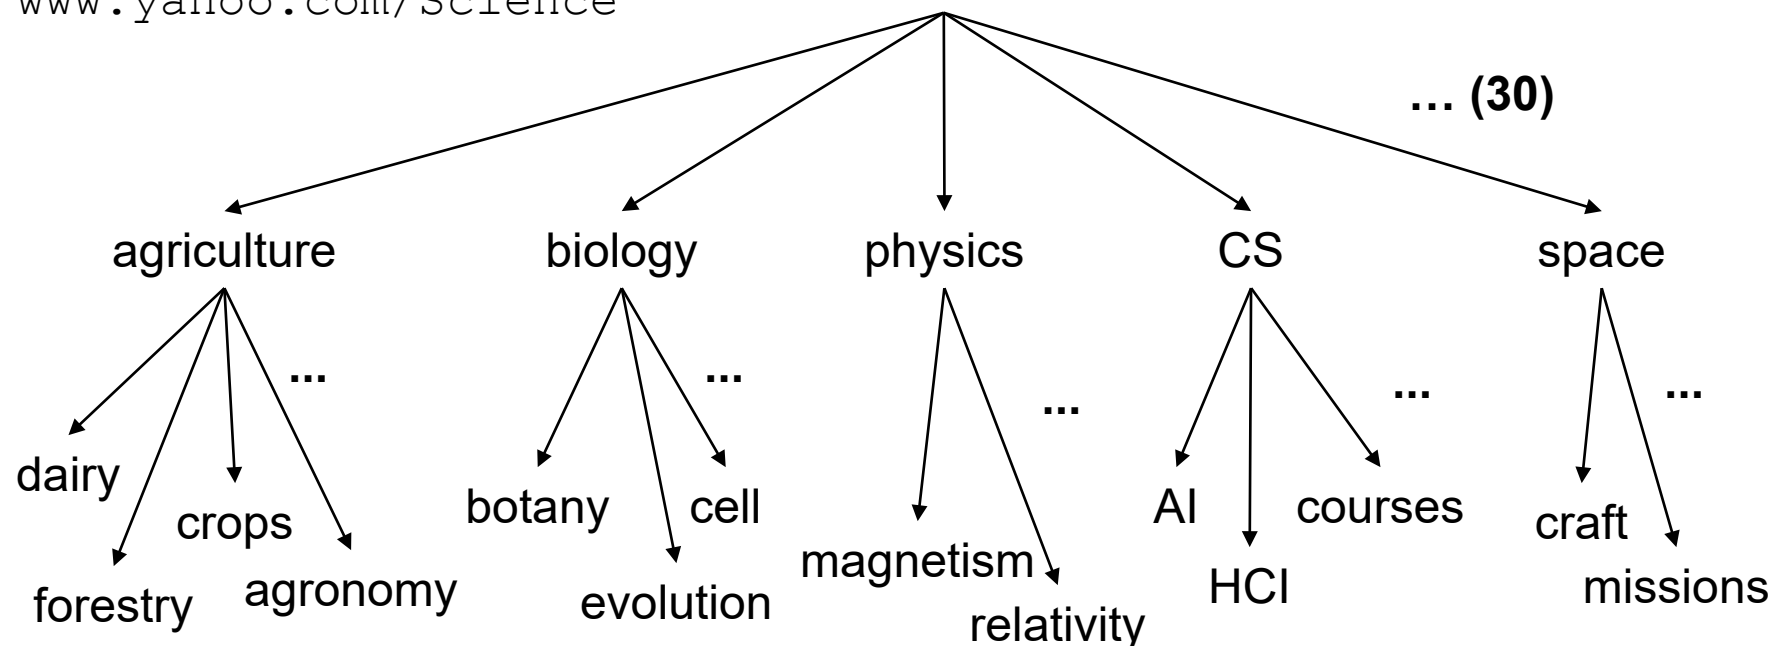 www.yahoo.com/Science
... (30)
agriculture biology physics CS space
... ... ... ... ...
dairy
crops
forestry
agronomy
botany
cell
evolution
magnetism
relativity
AI
HCI
courses
craft
missions